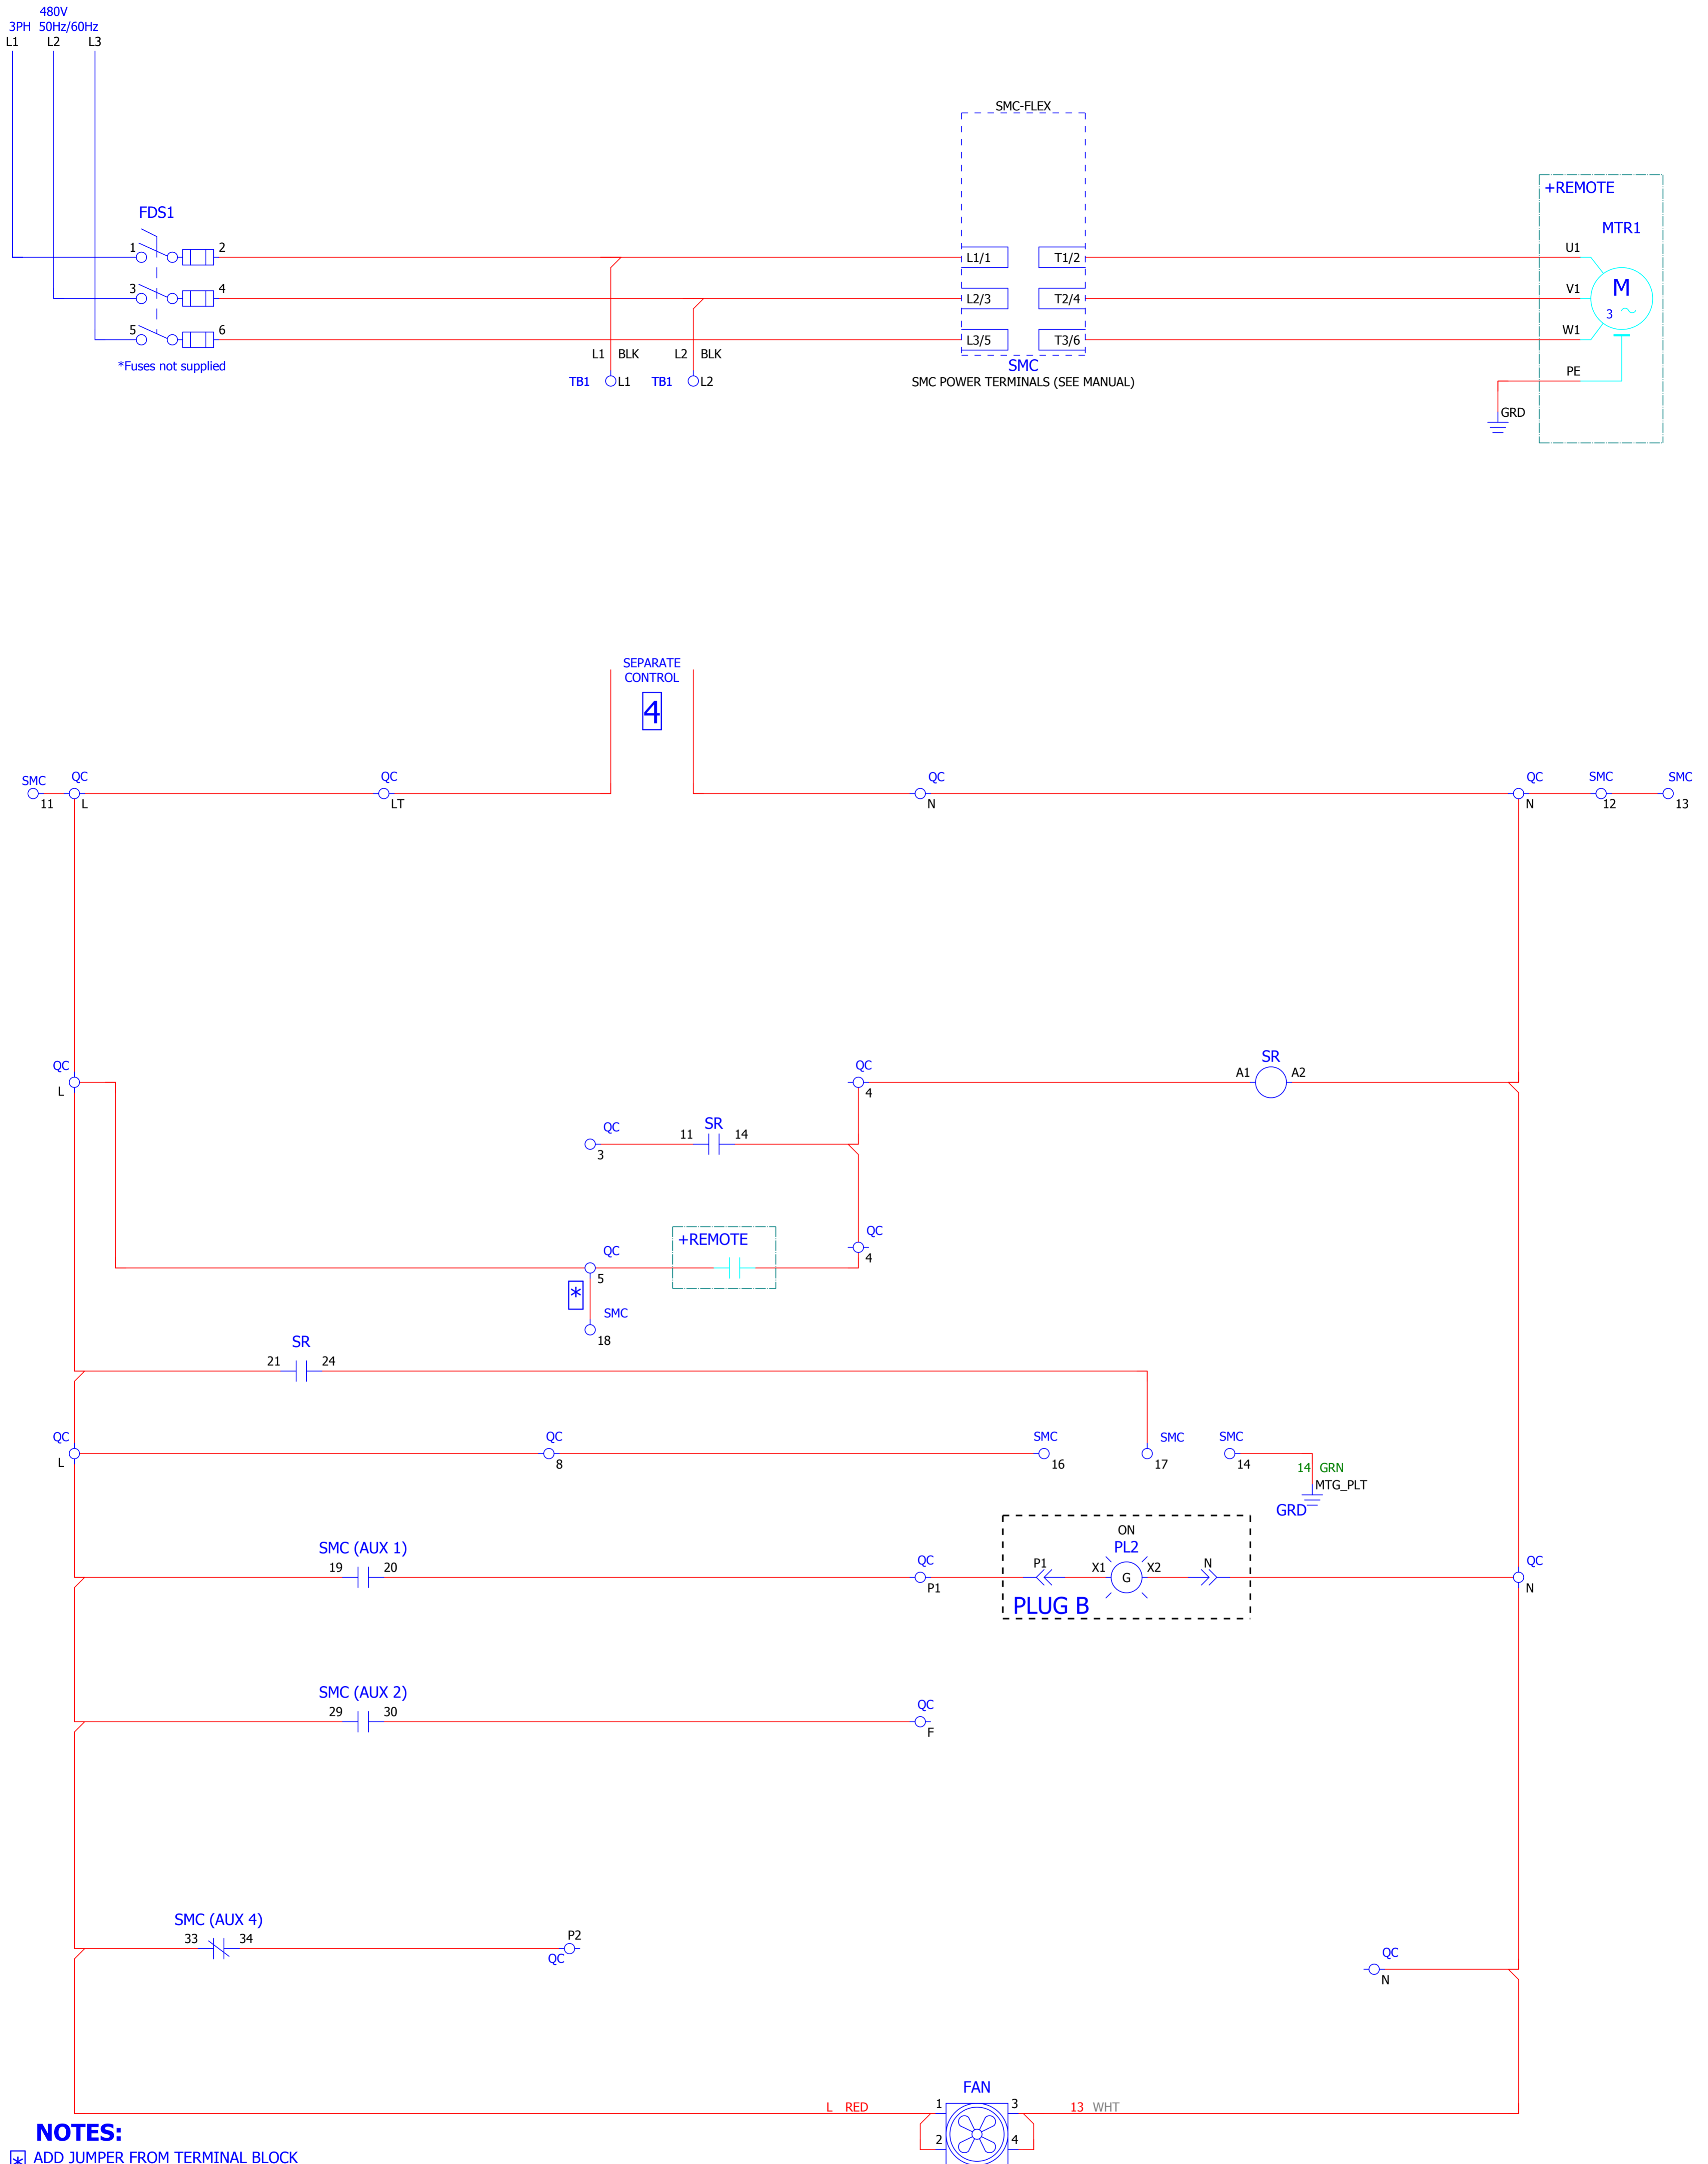 480V
3PH 50Hz/60Hz
L1 L2 L3
SMC-FLEX
+REMOTE
FDS1
MTR1
1 2 L1/1 T1/2 U1
3 4 L2/3 T2/4 V1 M
3
5 6 L3/5 T3/6 W1
*Fuses not supplied
L1 BLK L2 BLK
SMC
PE
TB1 L1 TB1 L2
SMC POWER TERMINALS (SEE MANUAL)
GRD
SEPARATE
CONTROL
4
SMC QC QC QC QC SMC SMC
11 L LT N N 12 13
QC QC SR
L 4 A1 A2
QC SR
3 11 14
QC +REMOTE QC
5 4
*
SMC
18
SR
21 24
QC QC SMC SMC SMC
L 8 16 17 14
14 GRN
MTG_PLT
GRD
ON
SMC (AUX 1) PL2
19 20 QC P1 X1 G X2 N QC
P1 N
PLUG B
SMC (AUX 2)
29 30 QC
F
SMC (AUX 4)
33 34 P2
QC
QC
N
FAN
L RED 1 3 13 WHT
2 4
NOTES:
* ADD JUMPER FROM TERMINAL BLOCK